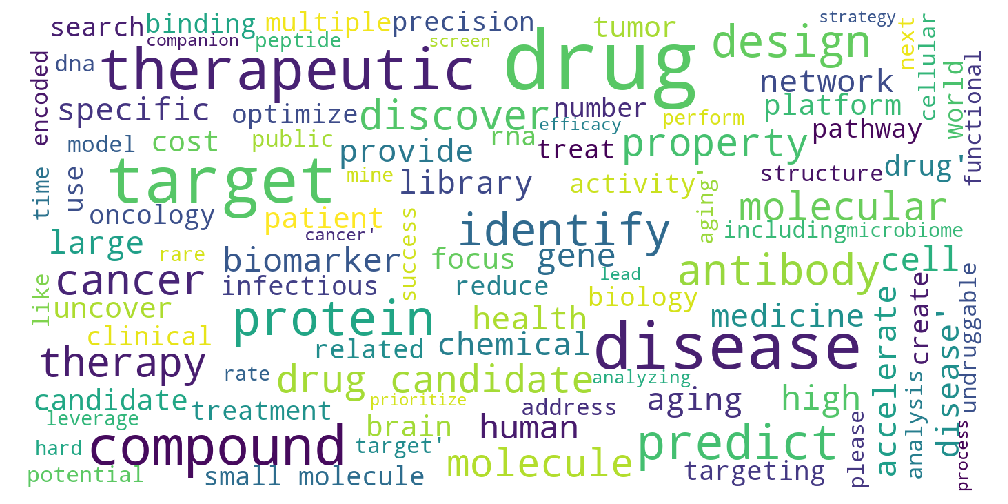 search
binding
multiple
precision
tumor
strategy
companion
peptide
screen
drug
design
next
cellular
dna
therapeutic
network
world
encoded
specific
optimize
discover
number
perform
platform
functional
model
cost
public
provide
rna
efficacy
treat
property
pathway
time
use
target
mine
library
activity
aging'
structure
drug'
oncology
patient
identify
molecular
large
cancer'
including
microbiome
rare
biomarker
success
focus
gene
antibody
cell
cancer
infectious
reduce
lead
biology
like
uncover
protein
health
medicine
accelerate
create
undruggable
clinical
related
chemical
disease
disease'
therapy
rate
drug candidate
analyzing
analysis
candidate
treatment
prioritize
address
aging
high
leverage
brain
human
please
process
hard
compound
target'
predict
potential
small molecule
molecule
targeting